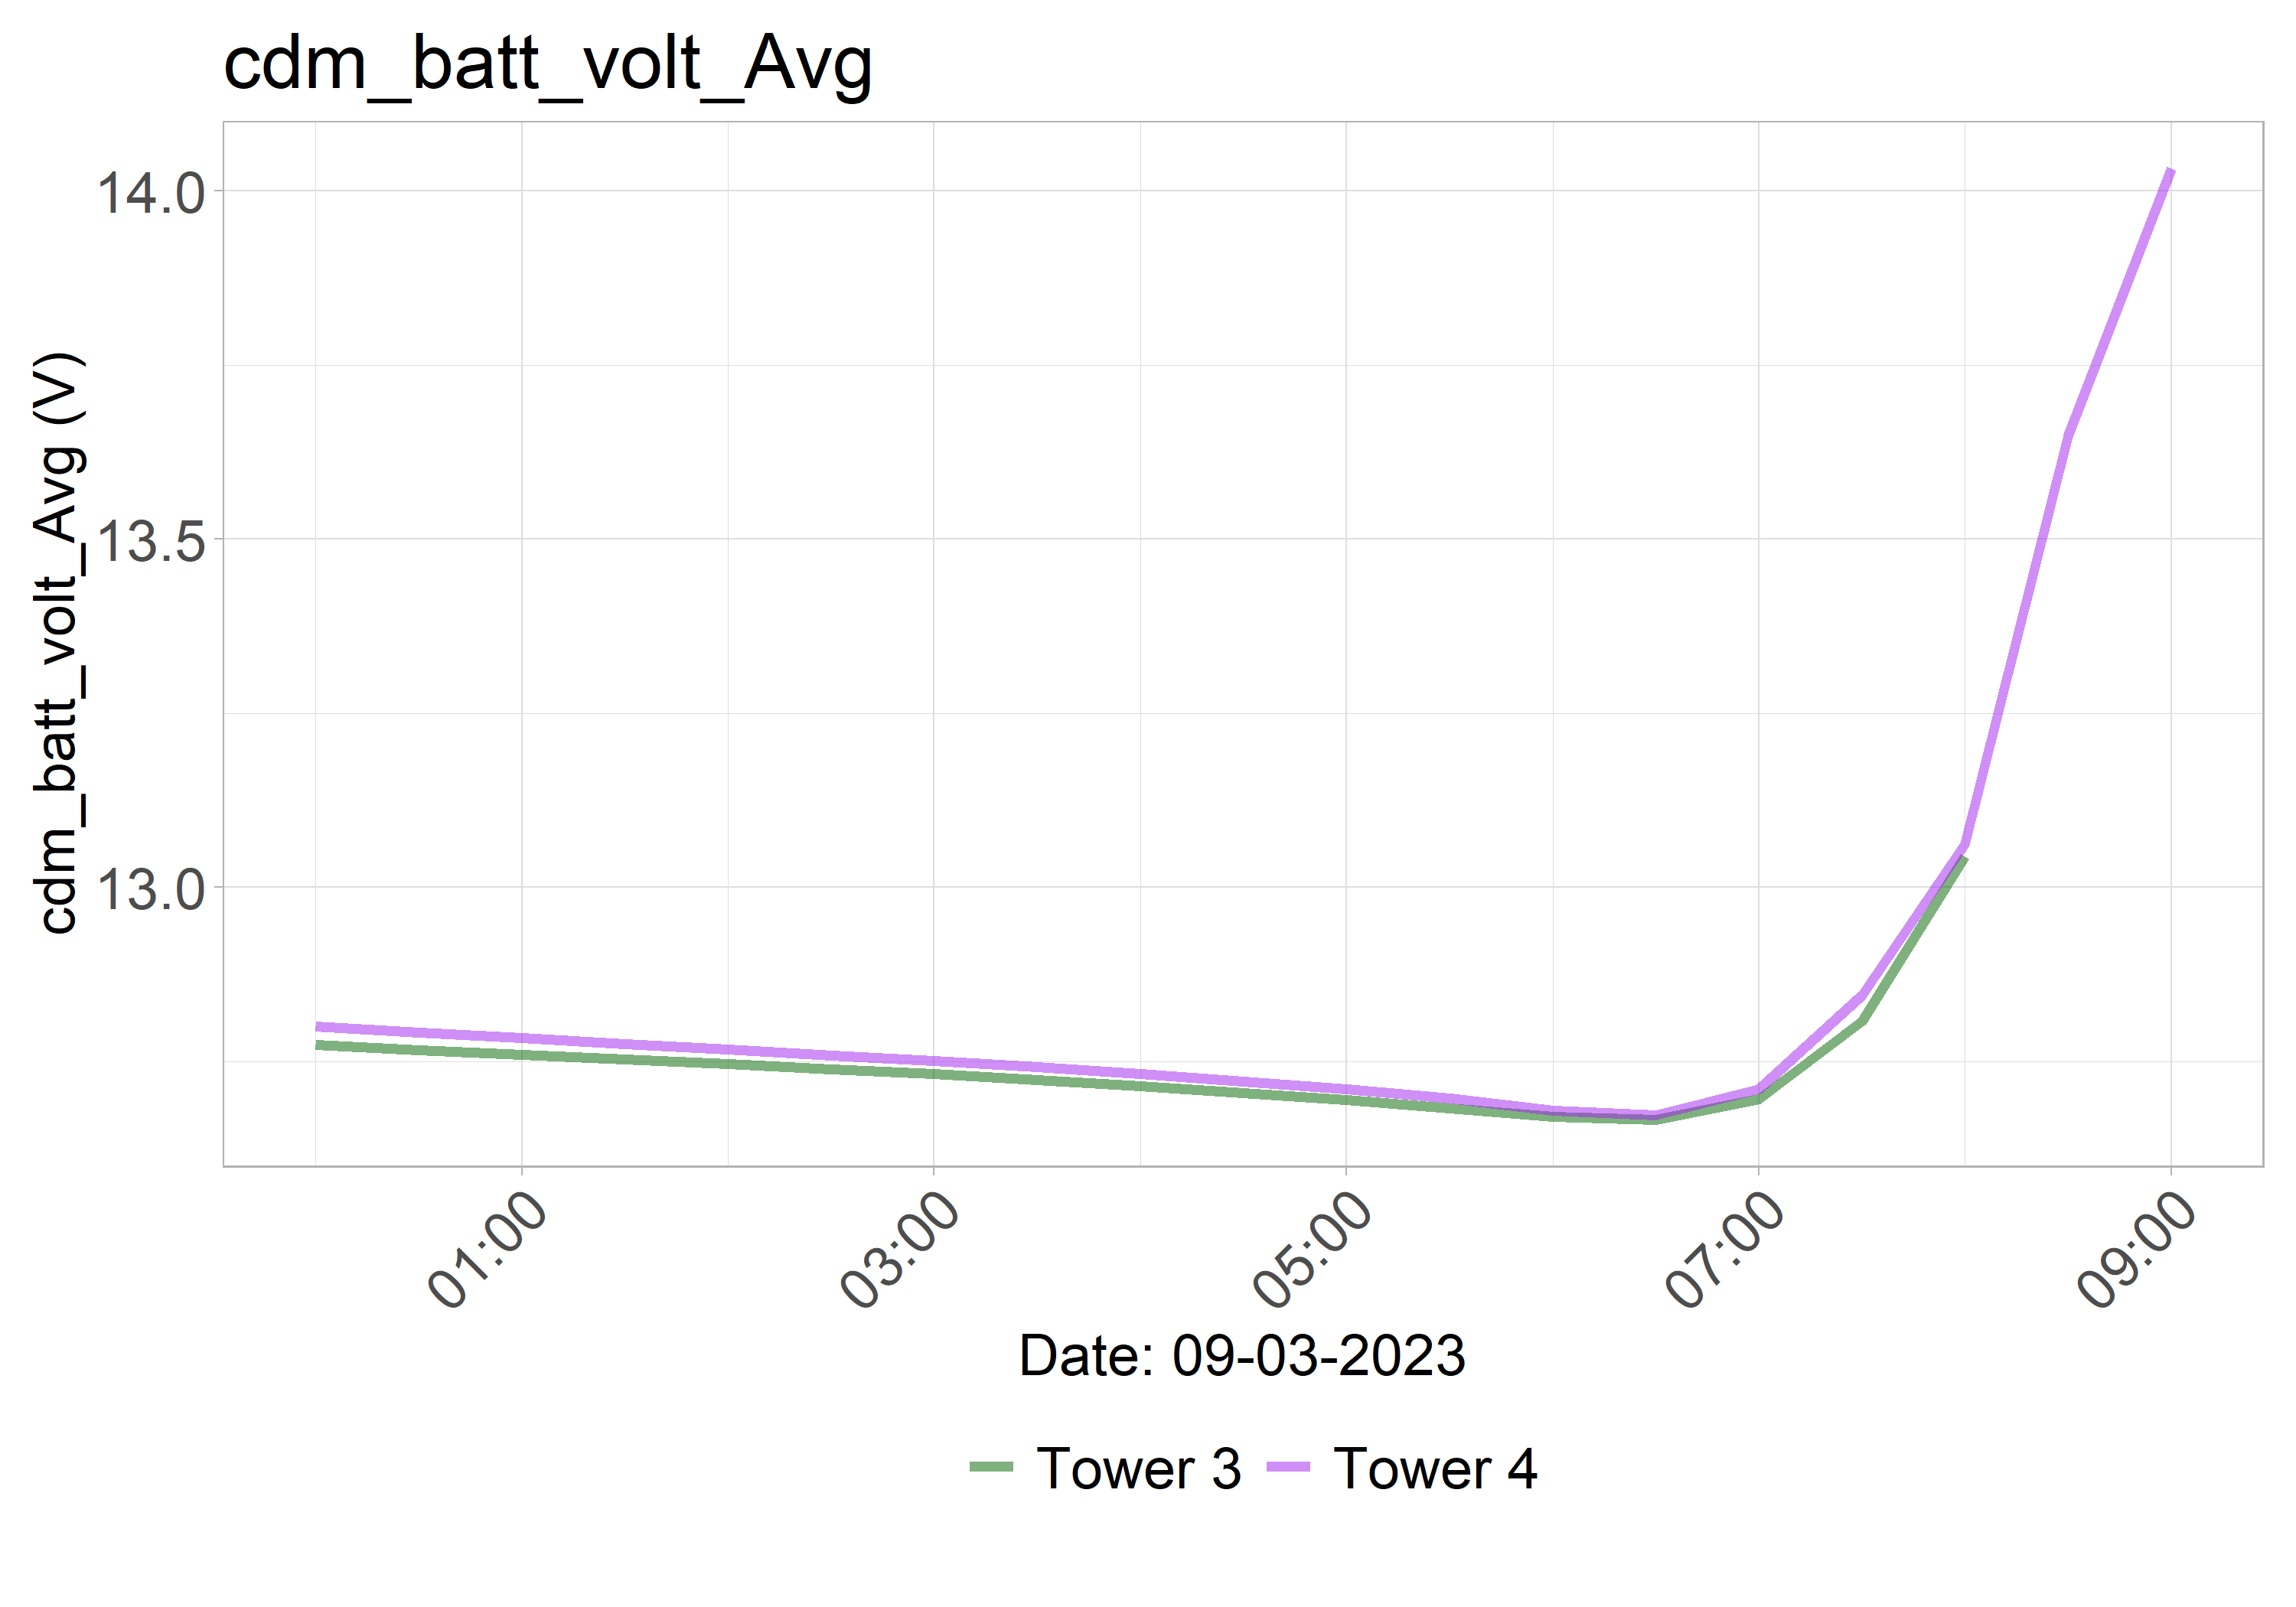 cdm_batt_volt_Avg
cdm_batt_volt_Avg (V)
14.0
13.5
13.0
01:00
03:00
05:00
07:00
09:00
Date: 09-03-2023
Tower 3
Tower 4